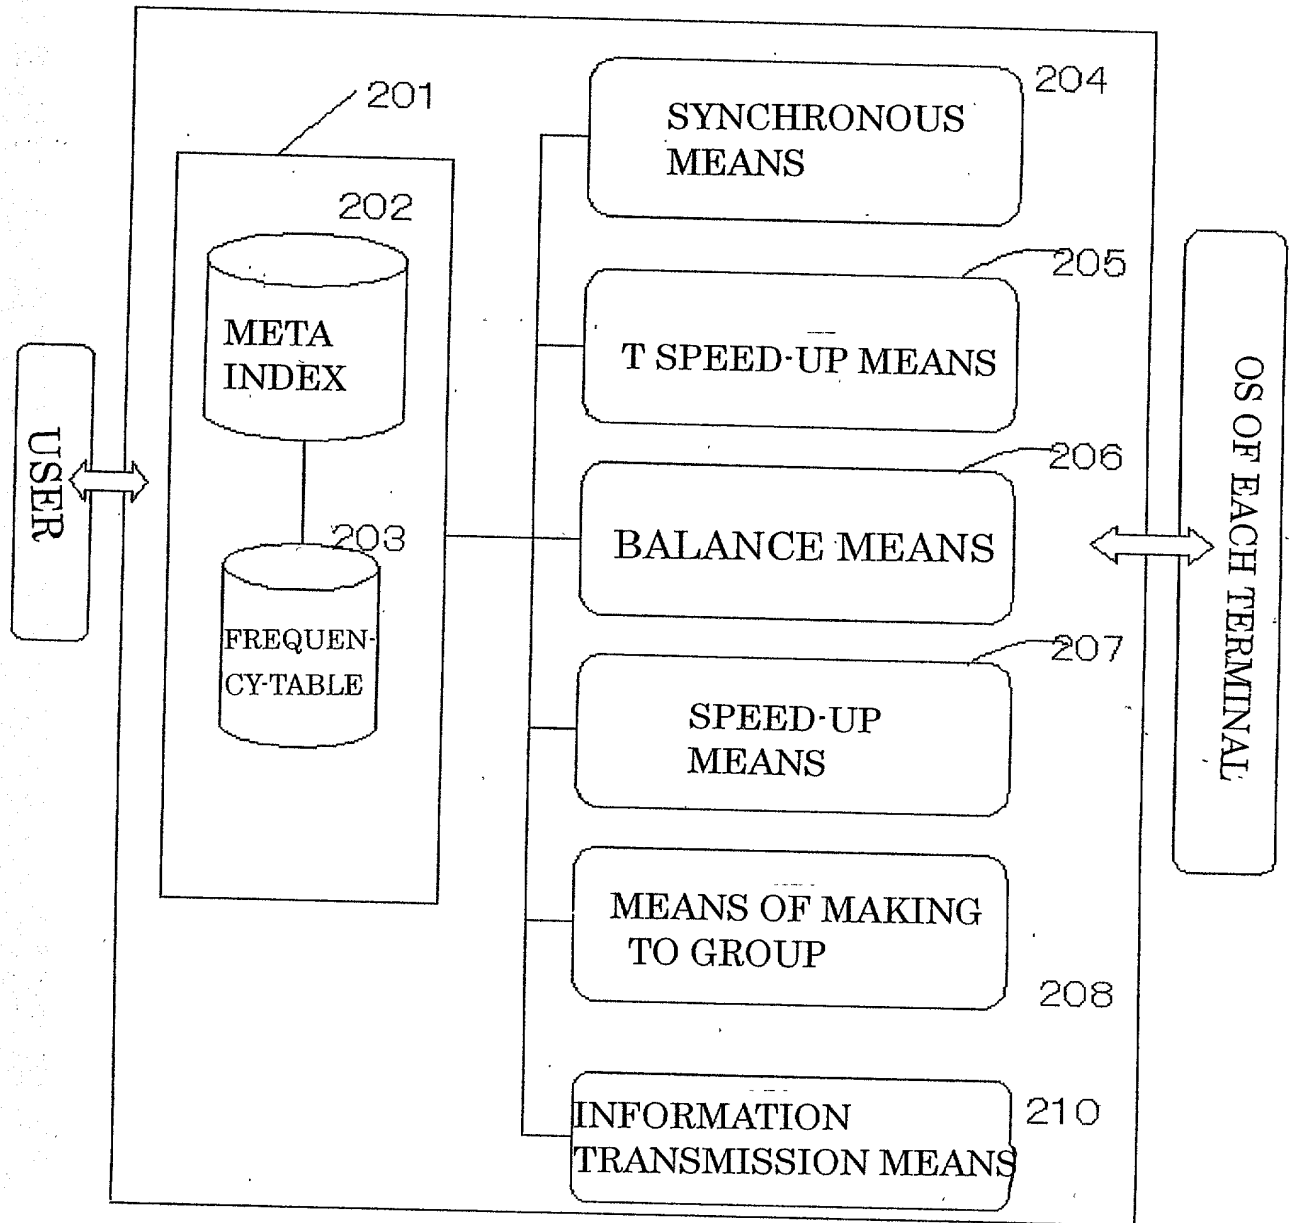 201
202
META
INDEX
203
FREQUEN-
CY-TABLE
USER
204
SYNCHRONOUS
MEANS
205
T SPEED-UP MEANS
206
BALANCE MEANS
207
SPEED-UP
MEANS
MEANS OF MAKING
TO GROUP
208
210
INFORMATION
TRANSMISSION MEANS
OS OF EACH TERMINAL